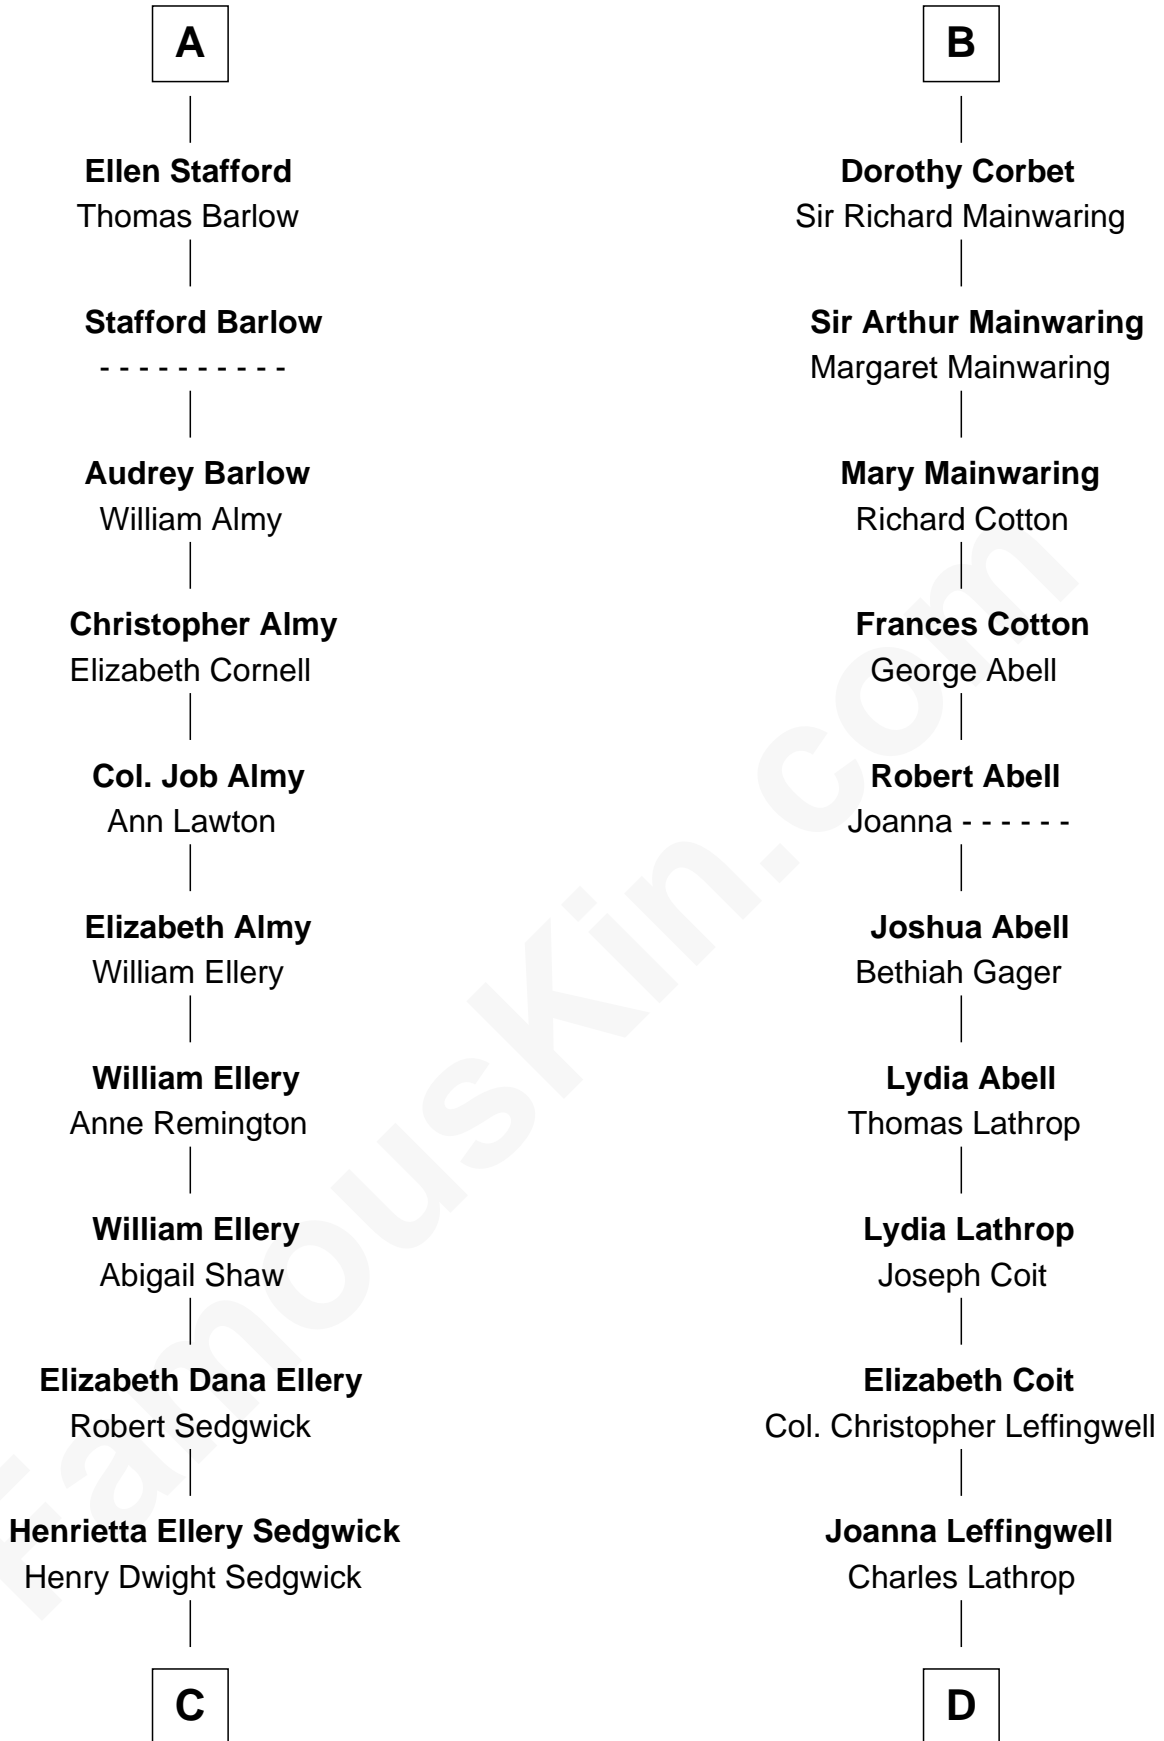 A
Ellen Stafford
Thomas Barlow
Stafford Barlow
- - - - - - - - - -
Audrey Barlow
William Almy
Christopher Almy
Elizabeth Cornell
Col. Job Almy
Ann Lawton
Elizabeth Almy
William Ellery
William Ellery
Anne Remington
William Ellery
Abigail Shaw
Elizabeth Dana Ellery
Robert Sedgwick
Henrietta Ellery Sedgwick
Henry Dwight Sedgwick
C
B
Dorothy Corbet
Sir Richard Mainwaring
Sir Arthur Mainwaring
Margaret Mainwaring
Mary Mainwaring
Richard Cotton
Frances Cotton
George Abell
Robert Abell
Joanna - - - - - -
Joshua Abell
Bethiah Gager
Lydia Abell
Thomas Lathrop
Lydia Lathrop
Joseph Coit
Elizabeth Coit
Col. Christopher Leffingwell
Joanna Leffingwell
Charles Lathrop
D
FamousKin.com